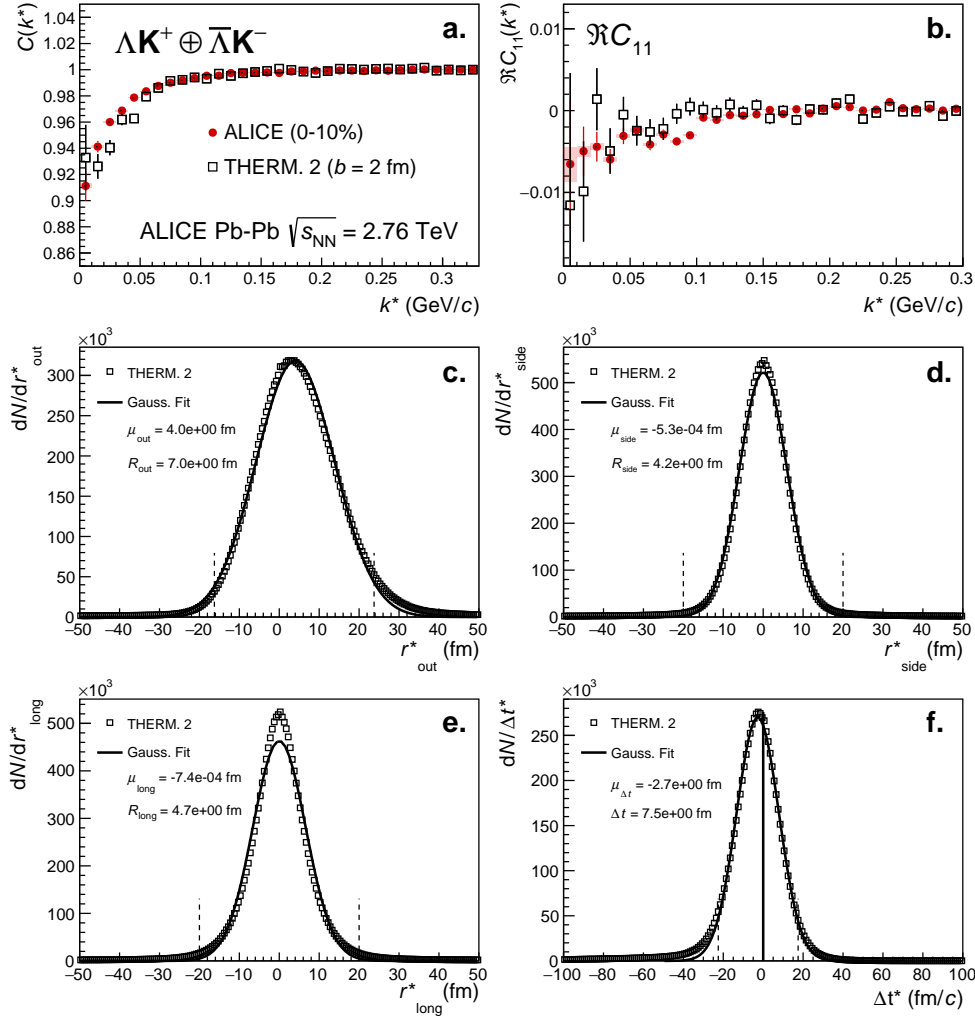 C(k*)
1.04
1.02
1
0.98
0.96
0.94
0.92
0.9
0.88
0.86
ΛK⁺ ⊕ Λ̅K⁻
a.
ALICE (0-10%)
THERM. 2 (b = 2 fm)
ALICE Pb-Pb √sNN = 2.76 TeV
0 0.05 0.1 0.15 0.2 0.25 0.3
k* (GeV/c)
ℜC₁₁(k*)
0.01
0
−0.01
ℜC₁₁
b.
0 0.05 0.1 0.15 0.2 0.25 0.3
k* (GeV/c)
×10³
dN/dr*out
300
250
200
150
100
50
0
c.
THERM. 2
Gauss. Fit
μout = 4.0e+00 fm
Rout = 7.0e+00 fm
−50 −40 −30 −20 −10 0 10 20 30 40 50
r*out (fm)
×10³
dN/dr*side
500
400
300
200
100
0
d.
THERM. 2
Gauss. Fit
μside = -5.3e-04 fm
Rside = 4.2e+00 fm
−50 −40 −30 −20 −10 0 10 20 30 40 50
r*side (fm)
×10³
dN/dr*long
500
400
300
200
100
0
e.
THERM. 2
Gauss. Fit
μlong = -7.4e-04 fm
Rlong = 4.7e+00 fm
−50 −40 −30 −20 −10 0 10 20 30 40 50
r*long (fm)
×10³
dN/Δt*
250
200
150
100
50
0
f.
THERM. 2
Gauss. Fit
μΔt = -2.7e+00 fm
Δt = 7.5e+00 fm
−100 −80 −60 −40 −20 0 20 40 60 80 100
Δt* (fm/c)